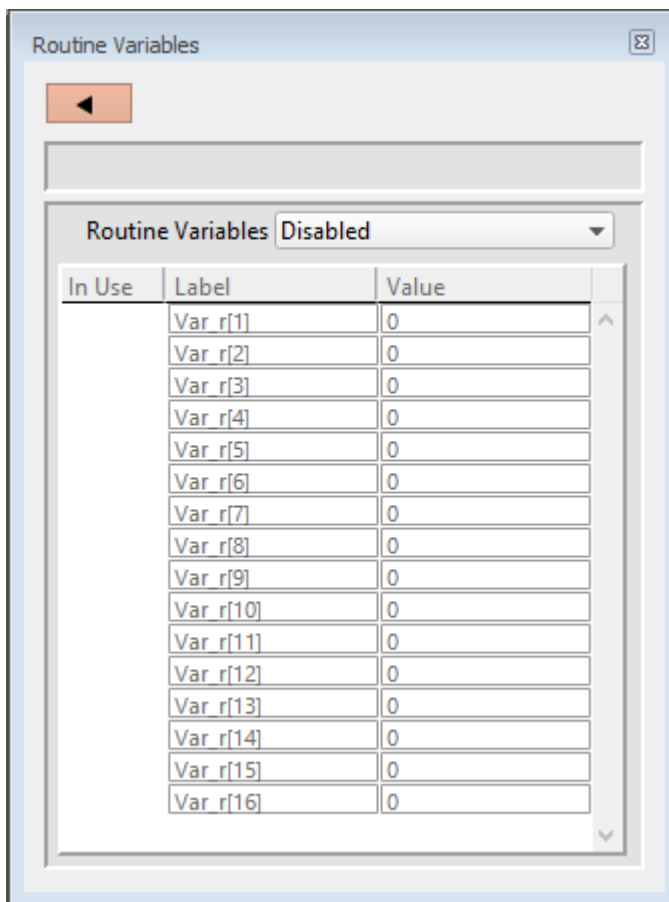 Routine Variables
Routine Variables Disabled
In Use Label Value
Var_r[1] 0
Var_r[2] 0
Var_r[3] 0
Var_r[4] 0
Var_r[5] 0
Var_r[6] 0
Var_r[7] 0
Var_r[8] 0
Var_r[9] 0
Var_r[10] 0
Var_r[11] 0
Var_r[12] 0
Var_r[13] 0
Var_r[14] 0
Var_r[15] 0
Var_r[16] 0